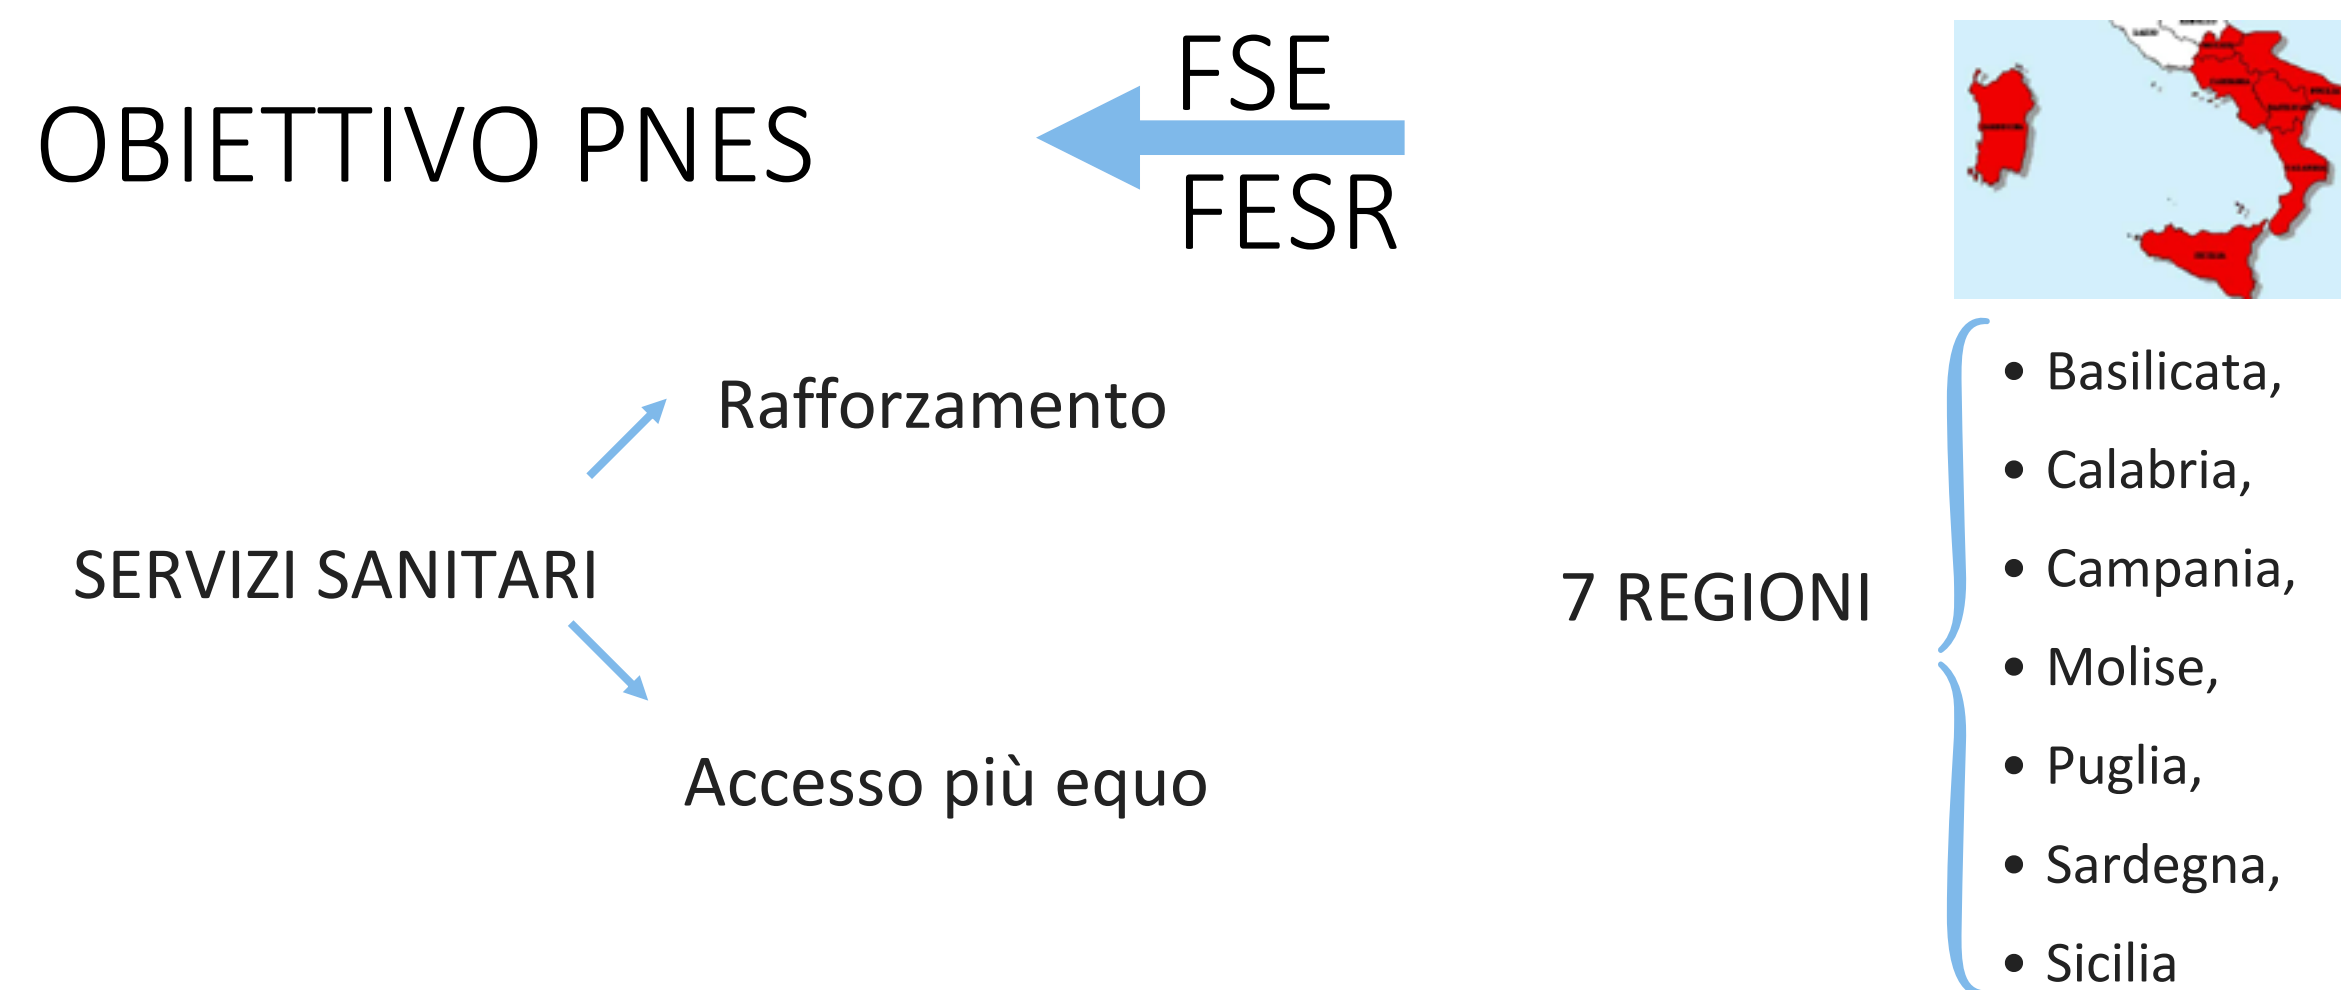 OBIETTIVO PNES
FSE
FESR
SERVIZI SANITARI
Rafforzamento
Accesso più equo
7 REGIONI
• Basilicata,
• Calabria,
• Campania,
• Molise,
• Puglia,
• Sardegna,
• Sicilia